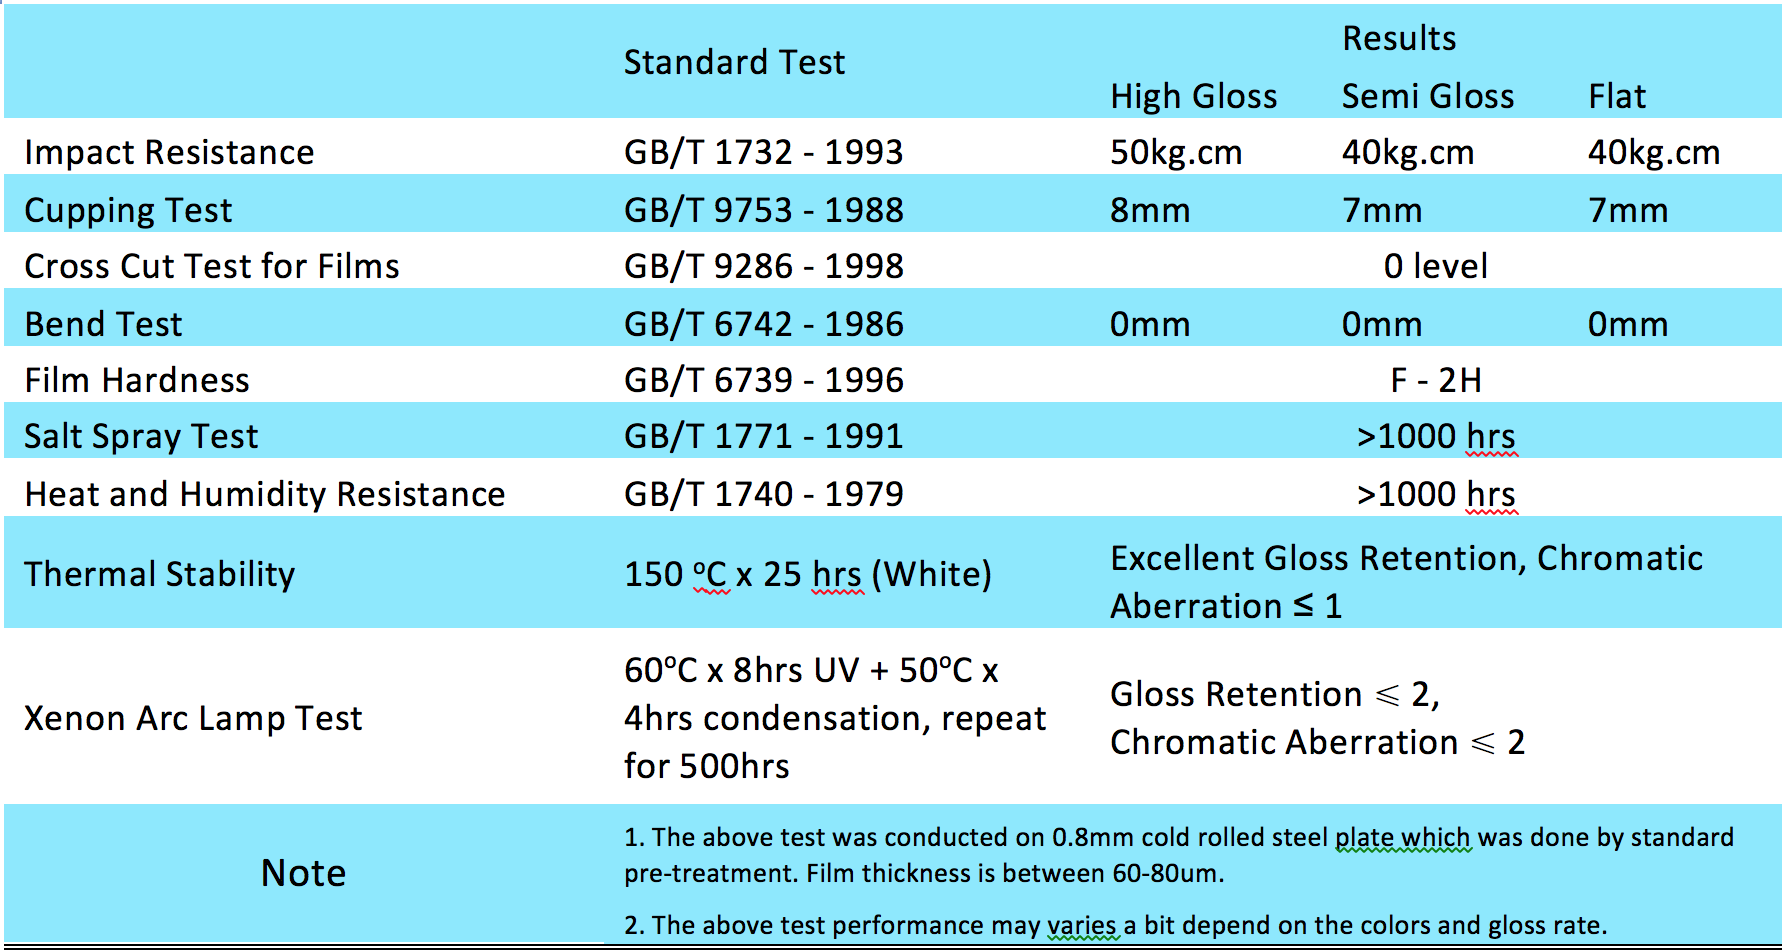 Results
Standard Test
High Gloss Semi Gloss Flat
Impact Resistance GB/T 1732 - 1993 50kg.cm 40kg.cm 40kg.cm
Cupping Test GB/T 9753 - 1988 8mm 7mm 7mm
Cross Cut Test for Films GB/T 9286 - 1998 0 level
Bend Test GB/T 6742 - 1986 0mm 0mm 0mm
Film Hardness GB/T 6739 - 1996 F - 2H
Salt Spray Test GB/T 1771 - 1991 >1000 hrs
Heat and Humidity Resistance GB/T 1740 - 1979 >1000 hrs
Thermal Stability 150 °C x 25 hrs (White)
Excellent Gloss Retention, Chromatic
Aberration ≤ 1
Xenon Arc Lamp Test
60°C x 8hrs UV + 50°C x
4hrs condensation, repeat
for 500hrs
Gloss Retention ⩽ 2,
Chromatic Aberration ⩽ 2
Note
1. The above test was conducted on 0.8mm cold rolled steel plate which was done by standard
pre-treatment. Film thickness is between 60-80um.
2. The above test performance may varies a bit depend on the colors and gloss rate.